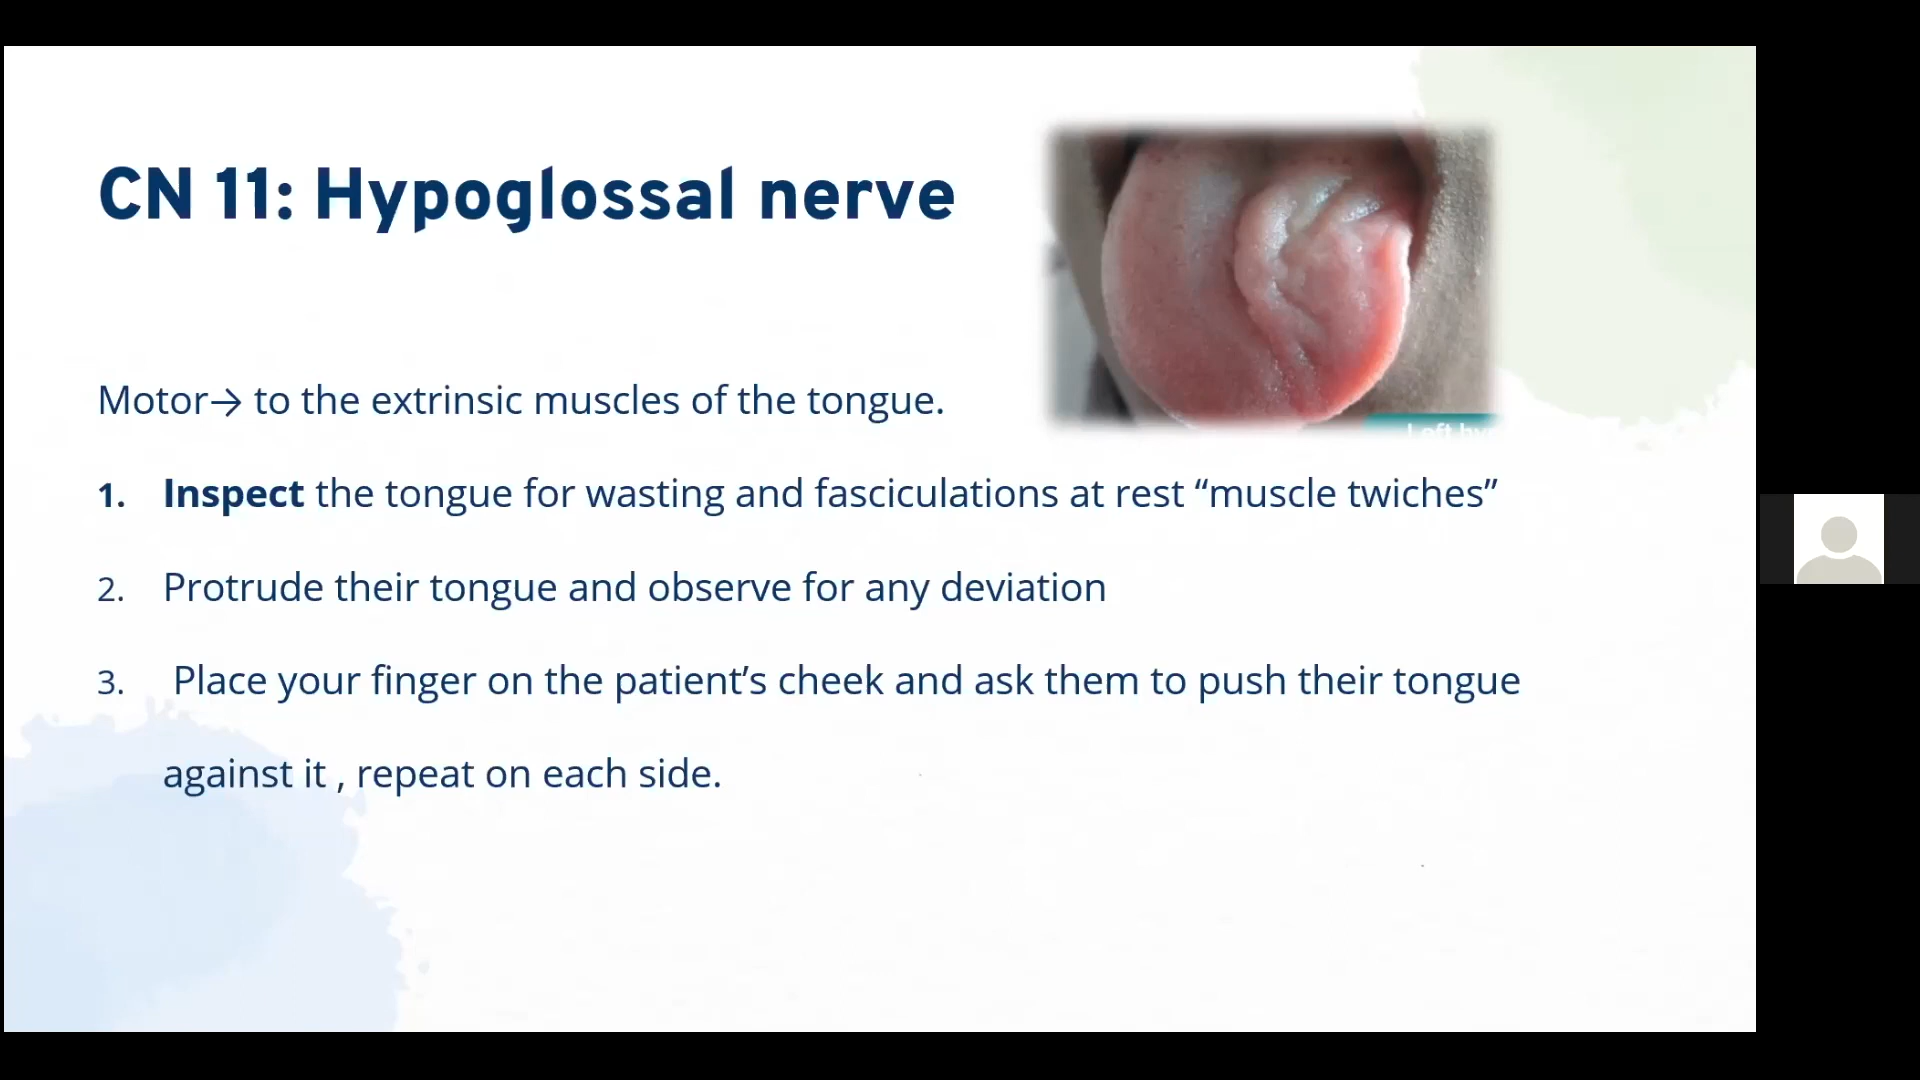 CN 11: Hypoglossal nerve
Motor→ to the extrinsic muscles of the tongue.
1. Inspect the tongue for wasting and fasciculations at rest “muscle twiches”
2. Protrude their tongue and observe for any deviation
3. Place your finger on the patient’s cheek and ask them to push their tongue
against it , repeat on each side.
Left